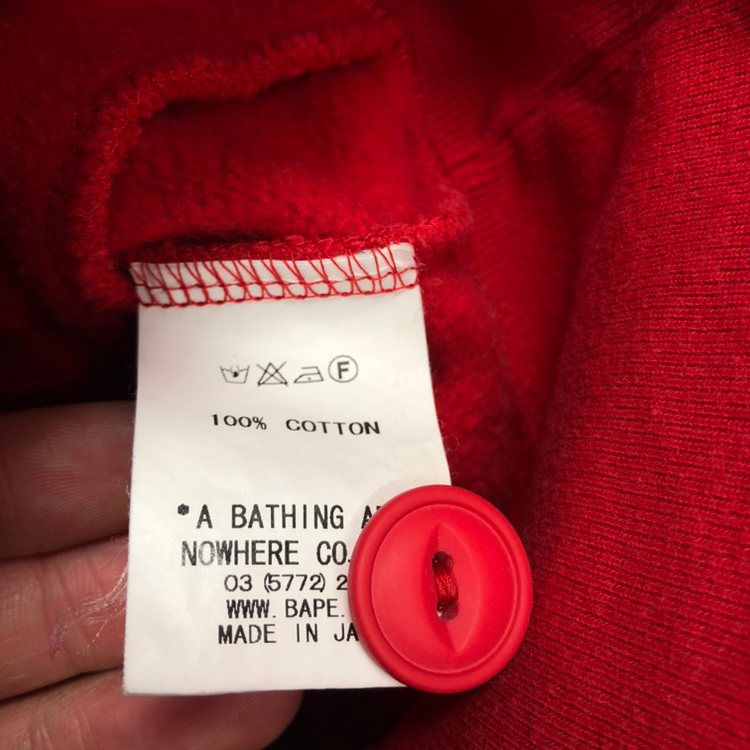 F
100% COTTON
*A BATHING
NOWHERE CO.
03 (5772) 2
WWW. BAPE.
MADE IN JA